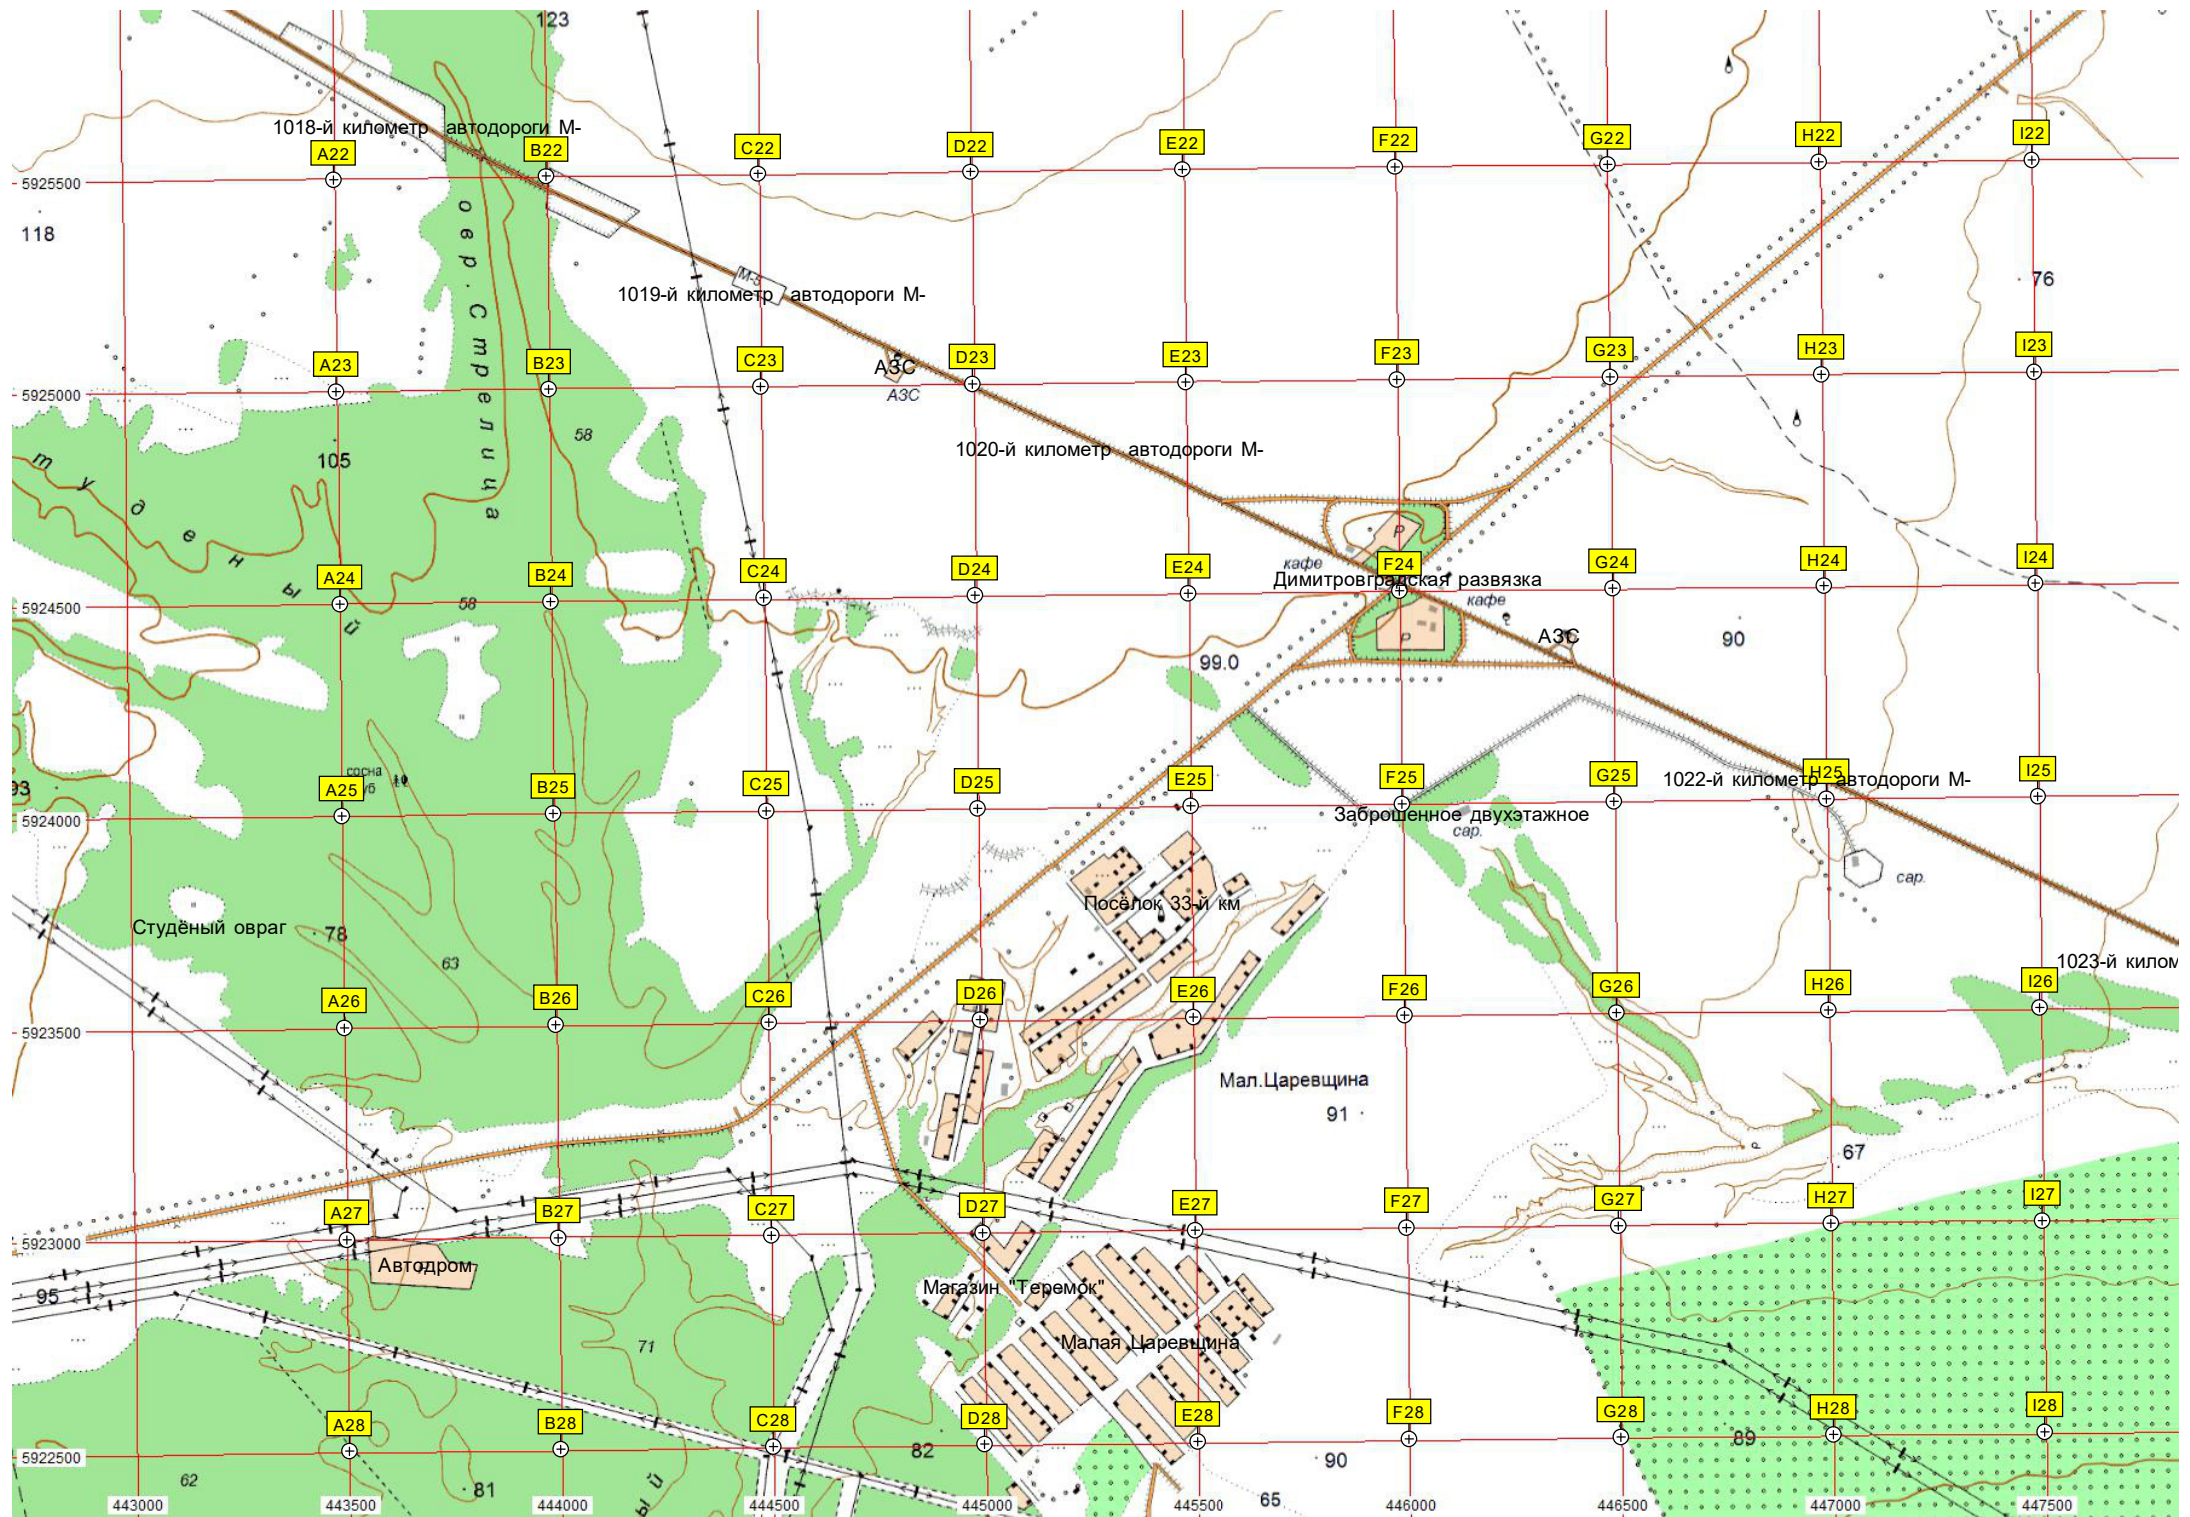 123
1018-й километр автодороги М-
A22
B22
C22
D22
E22
F22
G22
H22
I22
5925500
118
овр. Стрелица
М-5
1019-й километр автодороги М-
76
A23
B23
C23
D23
E23
F23
G23
H23
I23
АЗС
АЗС
5925000
58
105
1020-й километр автодороги М-
туденый
P
кафе
A24
B24
C24
D24
E24
F24
G24
H24
I24
Димитровградская развязка
кафе
5924500
58
P
АЗС
90
99.0
сосна
уб
93
A25
B25
C25
D25
E25
F25
G25
H25
I25
1022-й километр автодороги М-
5924000
Заброшенное двухэтажное
сар.
сар.
Посёлок 33-й км
Студёный овраг
78
63
1023-й килом
A26
B26
C26
D26
E26
F26
G26
H26
I26
5923500
Мал.Царевщина
91
67
P
A27
B27
C27
D27
E27
F27
G27
H27
I27
5923000
Автодром
95
Магазин "Теремок"
Малая Царевщина
71
A28
B28
C28
D28
E28
F28
G28
H28
I28
5922500
82
89
90
62
81
ый
65
443000
443500
444000
444500
445000
445500
446000
446500
447000
447500